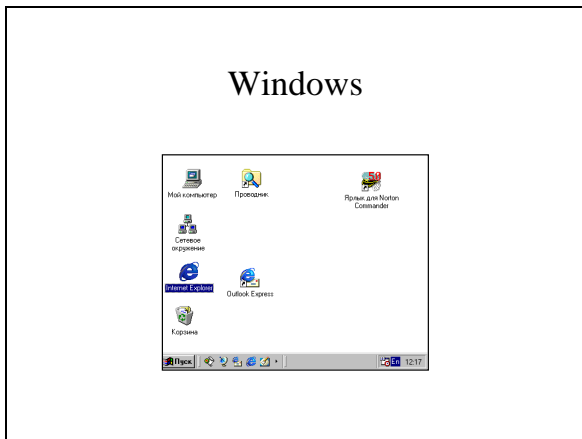 Windows
Мой компьютер
Проводник
Ярлык для Norton
Commander
Сетевое
окружение
Internet Explorer
Outlook Express
Корзина
Пуск
En
12:17